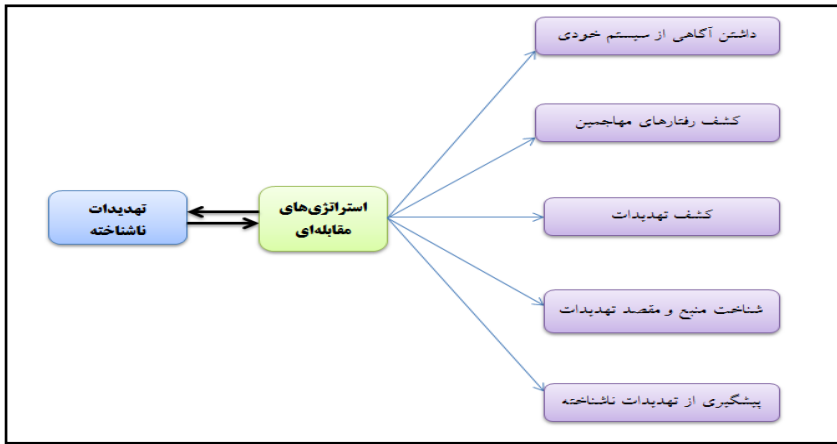 داشتن آگاهی از سیستم خودی
کشف رفتارهای مهاجمین
کشف تهدیدات
شناخت منبع و مقصد تهدیدات
پیشگیری از تهدیدات ناشناخته
استراتژی‌های
مقابله‌ای
تهدیدات
ناشناخته